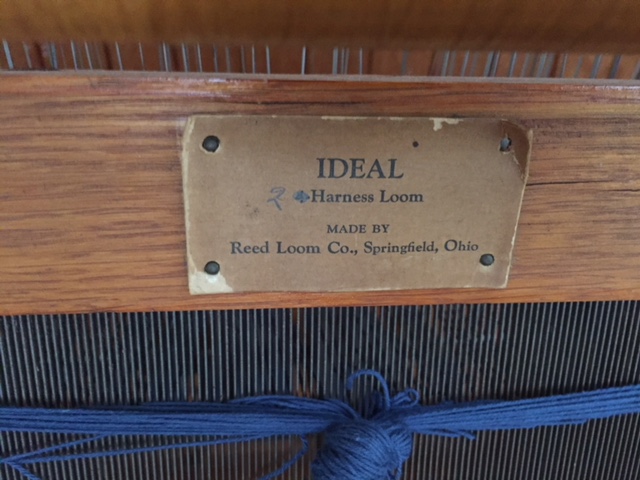 IDEAL
2 Harness Loom
MADE BY
Reed Loom Co., Springfield, Ohio